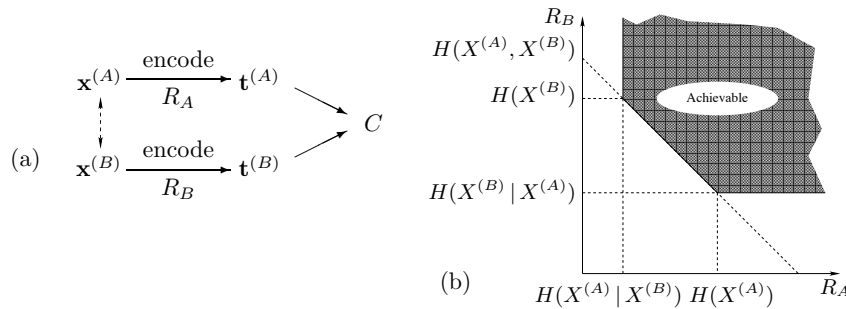 (a)
x^(A) encode R_A t^(A)
C
x^(B) encode R_B t^(B)
(b)
R_B
H(X^(A), X^(B))
H(X^(B))
Achievable
H(X^(B) | X^(A))
H(X^(A) | X^(B)) H(X^(A)) R_A